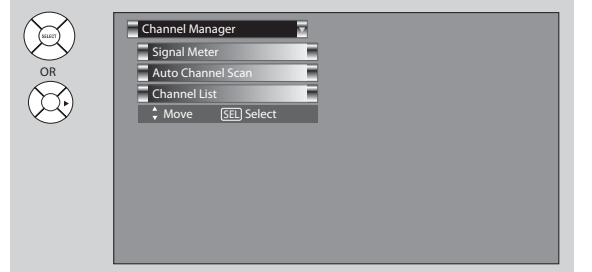 SELECT
OR
Channel Manager
Signal Meter
Auto Channel Scan
Channel List
Move SEL Select